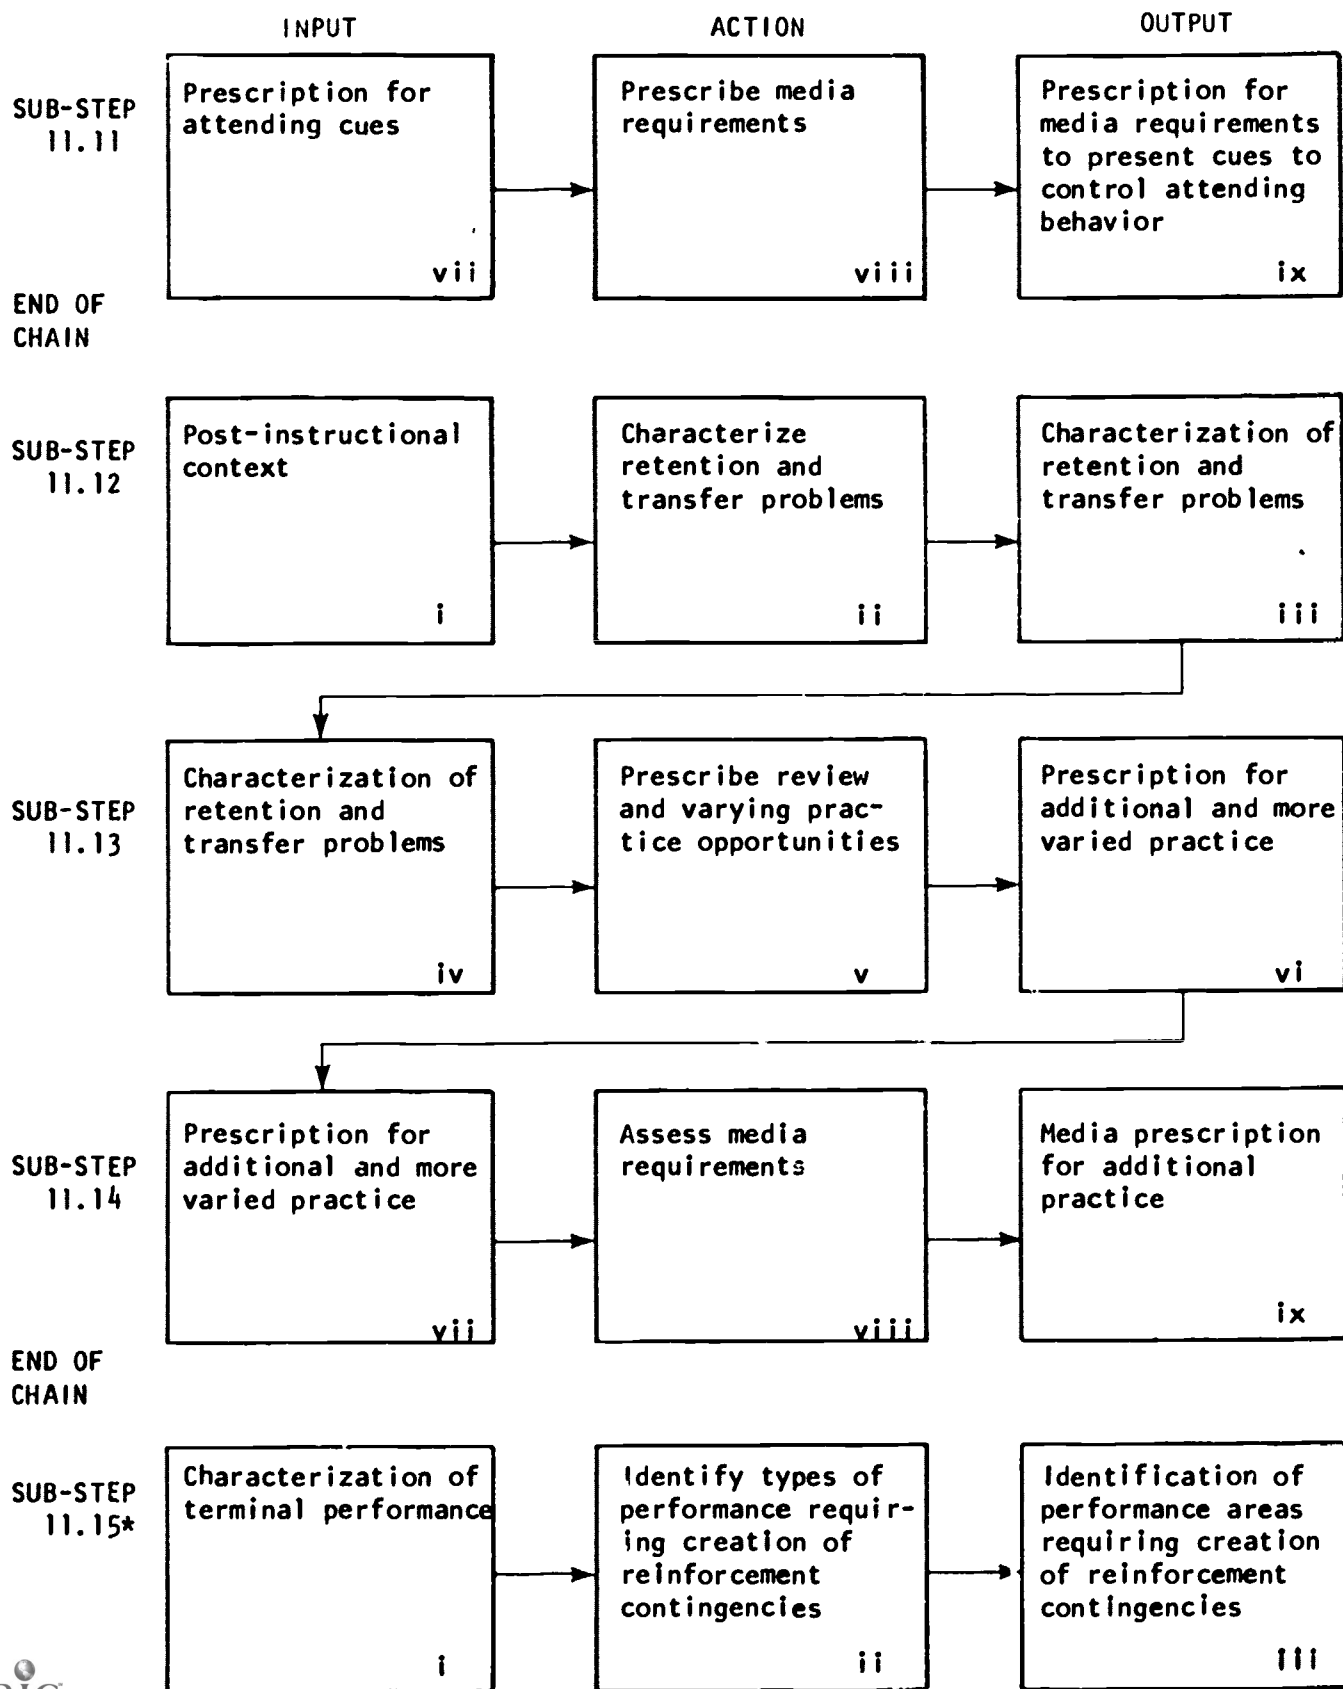 INPUT
ACTION
OUTPUT
SUB-STEP
11.11
Prescription for
attending cues
vii
Prescribe media
requirements
viii
Prescription for
media requirements
to present cues to
control attending
behavior
ix
END OF
CHAIN
SUB-STEP
11.12
Post-instructional
context
i
Characterize
retention and
transfer problems
ii
Characterization of
retention and
transfer problems
iii
SUB-STEP
11.13
Characterization of
retention and
transfer problems
iv
Prescribe review
and varying prac-
tice opportunities
v
Prescription for
additional and more
varied practice
vi
SUB-STEP
11.14
Prescription for
additional and more
varied practice
vii
Assess media
requirements
viii
Media prescription
for additional
practice
ix
END OF
CHAIN
SUB-STEP
11.15*
Characterization of
terminal performance
i
Identify types of
performance requir-
ing creation of
reinforcement
contingencies
ii
Identification of
performance areas
requiring creation
of reinforcement
contingencies
iii